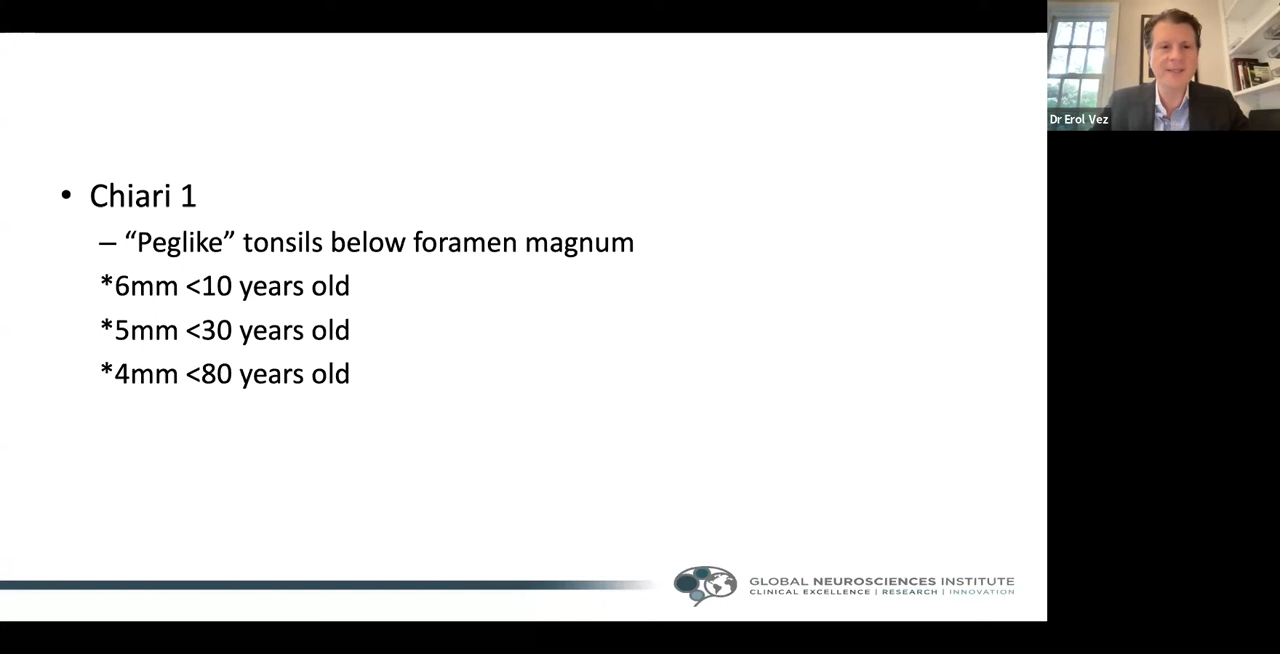 • Chiari 1
– “Peglike” tonsils below foramen magnum
*6mm <10 years old
*5mm <30 years old
*4mm <80 years old
GLOBAL NEUROSCIENCES INSTITUTE
CLINICAL EXCELLENCE | RESEARCH | INNOVATION
Dr Erol Vez